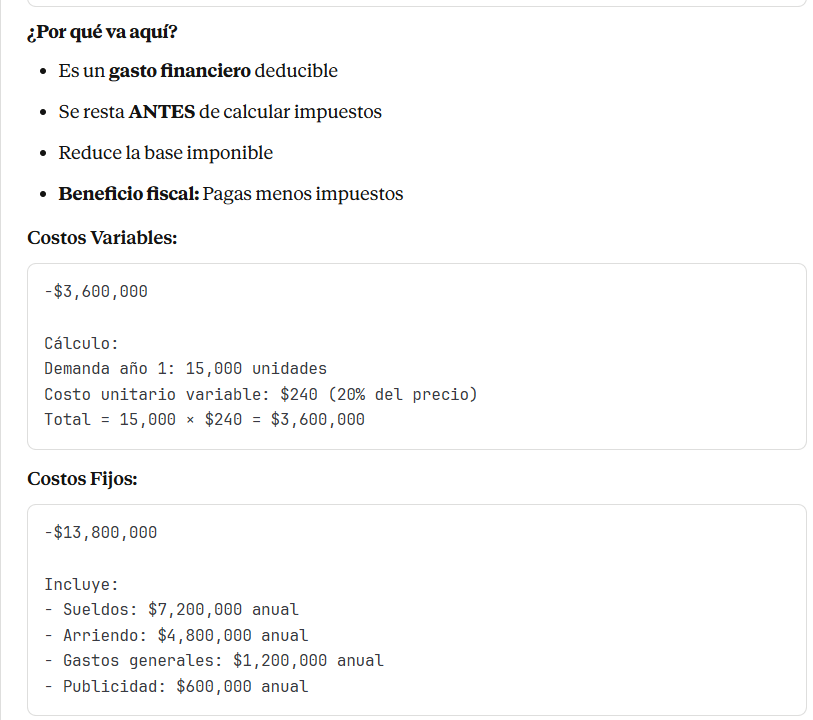 ¿Por qué va aquí?
• Es un gasto financiero deducible
• Se resta ANTES de calcular impuestos
• Reduce la base imponible
• Beneficio fiscal: Pagas menos impuestos
Costos Variables:
-$3,600,000
Cálculo:
Demanda año 1: 15,000 unidades
Costo unitario variable: $240 (20% del precio)
Total = 15,000 × $240 = $3,600,000
Costos Fijos:
-$13,800,000
Incluye:
- Sueldos: $7,200,000 anual
- Arriendo: $4,800,000 anual
- Gastos generales: $1,200,000 anual
- Publicidad: $600,000 anual